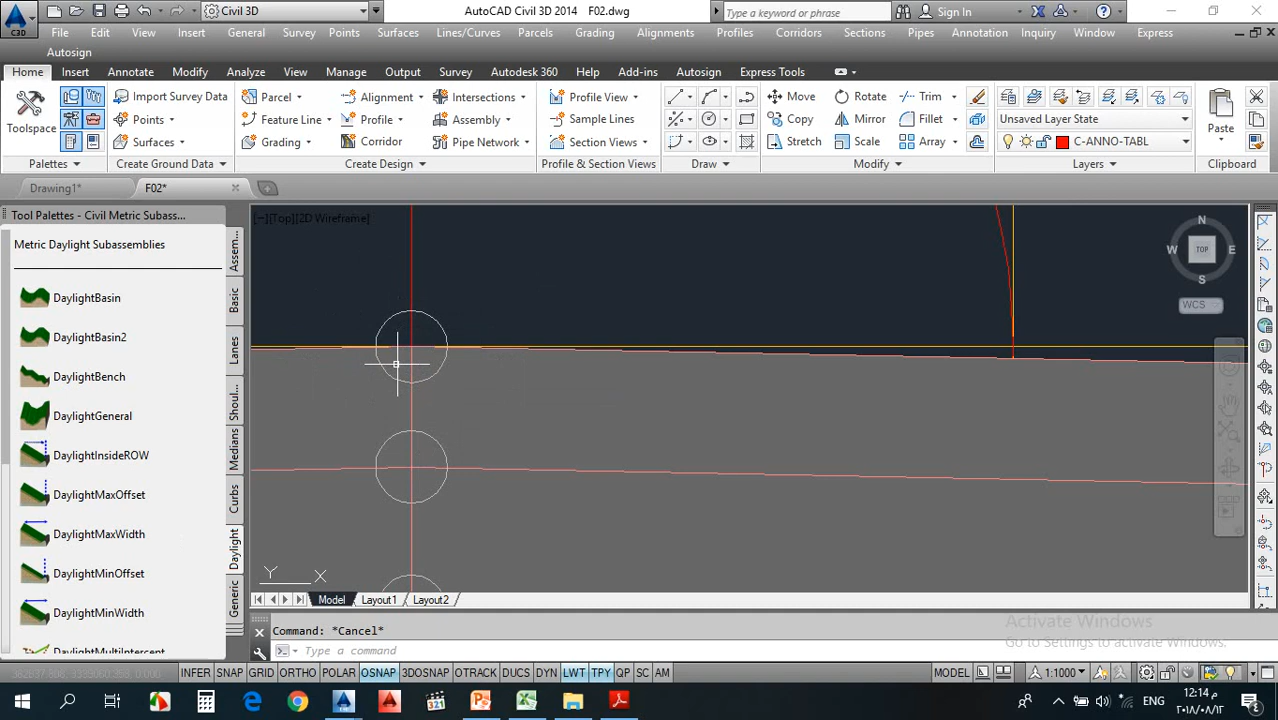 Civil 3D
AutoCAD Civil 3D 2014 F02.dwg
Type a keyword or phrase
Sign In
C3D
File Edit View Insert General Survey Points Surfaces Lines/Curves Parcels Grading Alignments Profiles Corridors Sections Pipes Annotation Inquiry Window Express
Autosign
Home Insert Annotate Modify Analyze View Manage Output Survey Autodesk 360 Help Add-ins Autosign Express Tools
Toolspace
Import Survey Data
Points
Surfaces
Parcel
Feature Line
Grading
Alignment
Profile
Corridor
Intersections
Assembly
Pipe Network
Profile View
Sample Lines
Section Views
Move
Copy
Stretch
Rotate
Mirror
Scale
Trim
Fillet
Array
Unsaved Layer State
C-ANNO-TABL
Paste
Palettes
Create Ground Data
Create Design
Profile & Section Views
Draw
Modify
Layers
Clipboard
Drawing1*
F02*
Tool Palettes - Civil Metric Subass...
Metric Daylight Subassemblies
DaylightBasin
DaylightBasin2
DaylightBench
DaylightGeneral
DaylightInsideROW
DaylightMaxOffset
DaylightMaxWidth
DaylightMinOffset
DaylightMinWidth
DaylightMultiIntercept
Assem...
Basic
Lanes
Shoul...
Medians
Curbs
Daylight
Generic
[−][Top][2D Wireframe]
N
W
TOP
E
S
WCS
Y
X
Model Layout1 Layout2
Command: *Cancel*
Type a command
Activate Windows
Go to Settings to activate Windows.
INFER SNAP GRID ORTHO POLAR OSNAP 3DOSNAP OTRACK DUCS DYN LWT TPY QP SC AM
MODEL
1:1000
321
ENG
١٢:١٤ م
٢٠١٨/٠٨/١٢